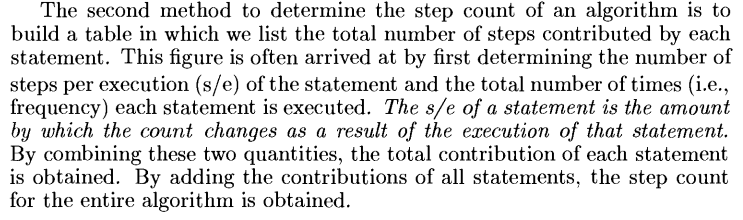 The second method to determine the step count of an algorithm is to
build a table in which we list the total number of steps contributed by each
statement. This figure is often arrived at by first determining the number of
steps per execution (s/e) of the statement and the total number of times (i.e.,
frequency) each statement is executed. The s/e of a statement is the amount
by which the count changes as a result of the execution of that statement.
By combining these two quantities, the total contribution of each statement
is obtained. By adding the contributions of all statements, the step count
for the entire algorithm is obtained.